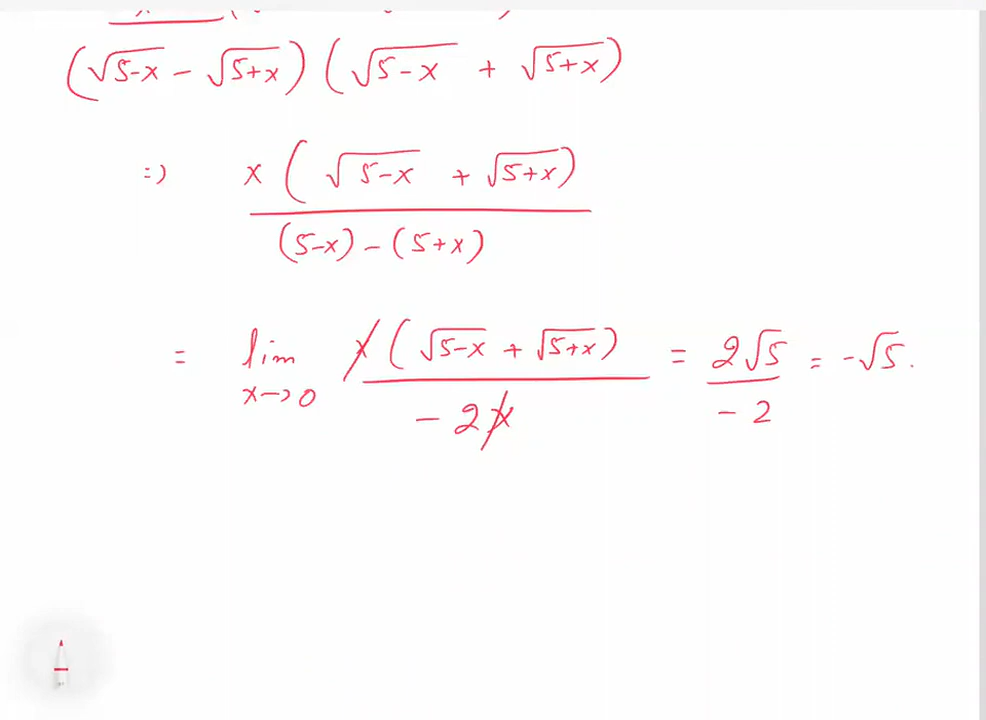 (√5-x - √5+x) (√5-x + √5+x)
=) x (√5-x + √5+x)
(5-x) - (5+x)
= lim x→0 x (√5-x + √5+x) / -2x = 2√5 / -2 = -√5.